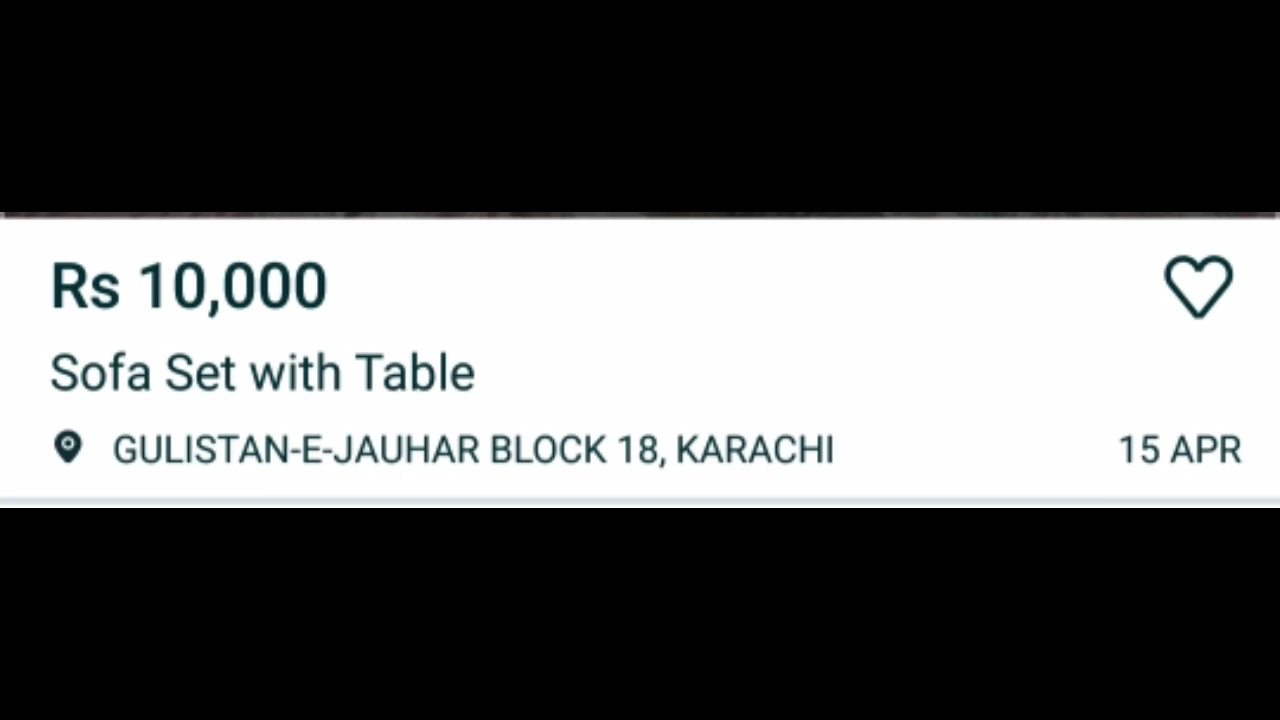 Rs 10,000
Sofa Set with Table
GULISTAN-E-JAUHAR BLOCK 18, KARACHI 15 APR